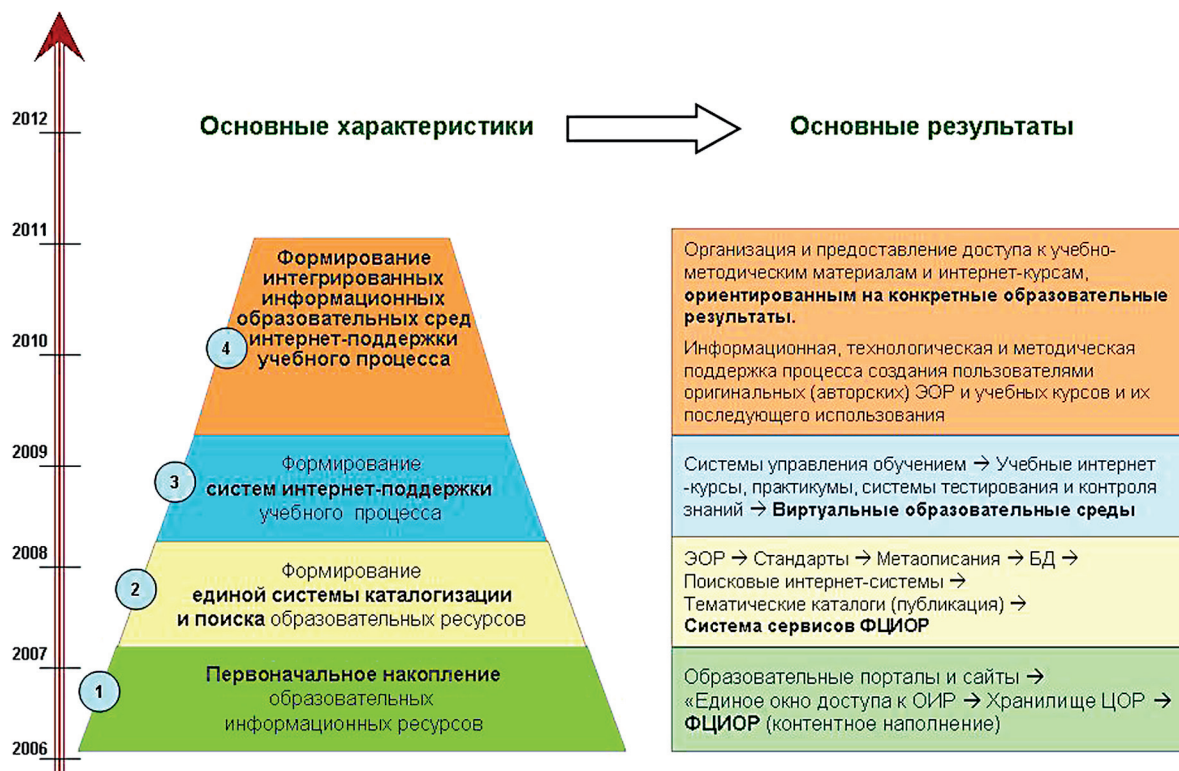 2012
Основные характеристики
Основные результаты
2011
Формирование
интегрированных
информационных
образовательных сред
интернет-поддержки
учебного процесса
4
Организация и предоставление доступа к учебно-
методическим материалам и интернет-курсам,
ориентированным на конкретные образовательные
результаты.
Информационная, технологическая и методическая
поддержка процесса создания пользователями
оригинальных (авторских) ЭОР и учебных курсов и их
последующего использования
2010
2009
3
Формирование
систем интернет-поддержки
учебного процесса
Системы управления обучением → Учебные интернет
-курсы, практикумы, системы тестирования и контроля
знаний → Виртуальные образовательные среды
2008
2
Формирование
единой системы каталогизации
и поиска образовательных ресурсов
ЭОР → Стандарты → Метаописания → БД →
Поисковые интернет-системы →
Тематические каталоги (публикация) →
Система сервисов ФЦИОР
2007
1
Первоначальное накопление
образовательных
информационных ресурсов
Образовательные порталы и сайты →
«Единое окно доступа к ОИР → Хранилище ЦОР →
ФЦИОР (контентное наполнение)
2006